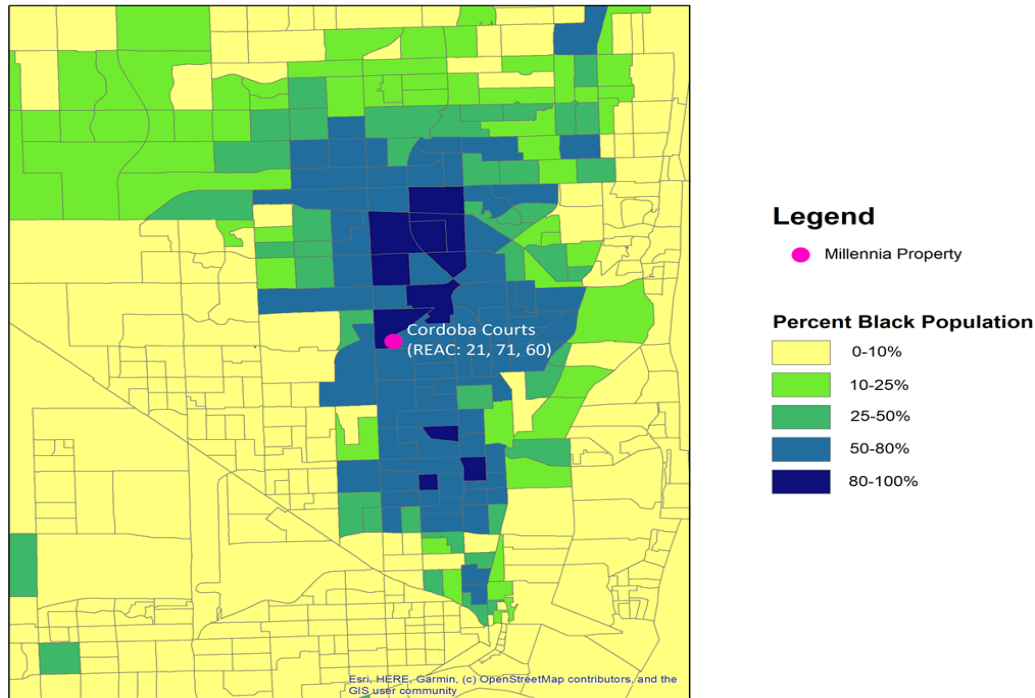 Cordoba Courts
(REAC: 21, 71, 60)
Esri, HERE, Garmin, (c) OpenStreetMap contributors, and the
GIS user community
Legend
Millennia Property
Percent Black Population
0-10%
10-25%
25-50%
50-80%
80-100%